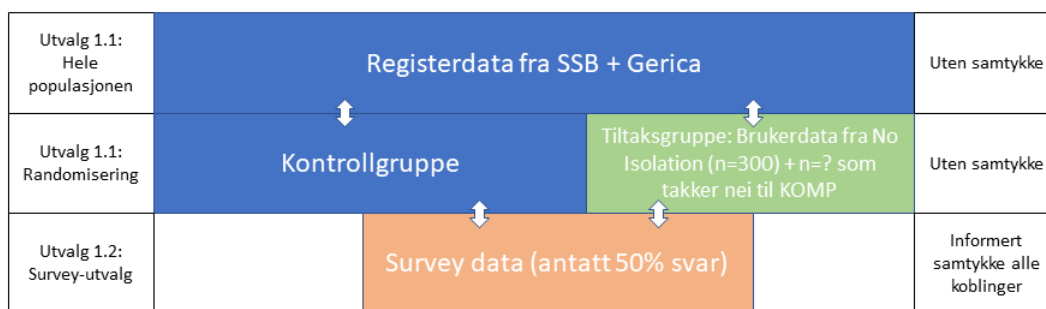 Utvalg 1.1:
Hele
populasjonen
Registerdata fra SSB + Gerica
Uten samtykke
Utvalg 1.1:
Randomisering
Kontrollgruppe
Tiltaksgruppe: Brukerdata fra No
Isolation (n=300) + n=? som
takker nei til KOMP
Uten samtykke
Utvalg 1.2:
Survey-utvalg
Survey data (antatt 50% svar)
Informert
samtykke alle
koblinger